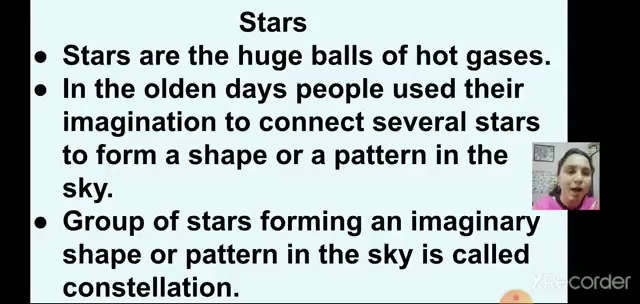 Stars
● Stars are the huge balls of hot gases.
● In the olden days people used their
imagination to connect several stars
to form a shape or a pattern in the
sky.
● Group of stars forming an imaginary
shape or pattern in the sky is called
constellation.
XRecorder